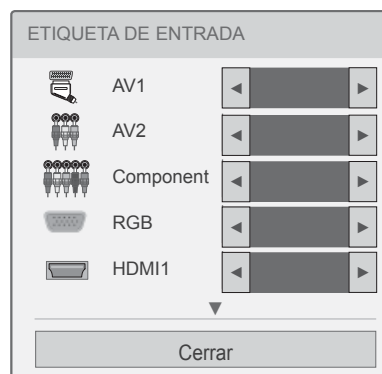 ETIQUETA DE ENTRADA
AV1
AV2
Component
RGB
HDMI1
Cerrar